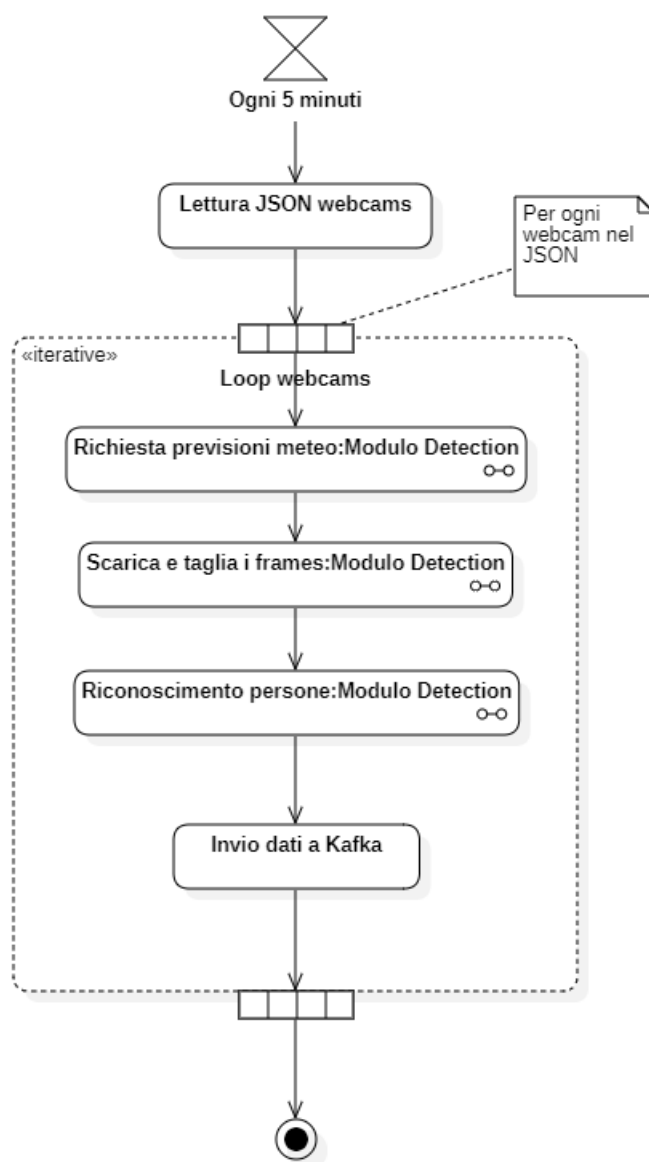 Ogni 5 minuti
Lettura JSON webcams
Per ogni
webcam nel
JSON
«iterative»
Loop webcams
Richiesta previsioni meteo:Modulo Detection
Scarica e taglia i frames:Modulo Detection
Riconoscimento persone:Modulo Detection
Invio dati a Kafka